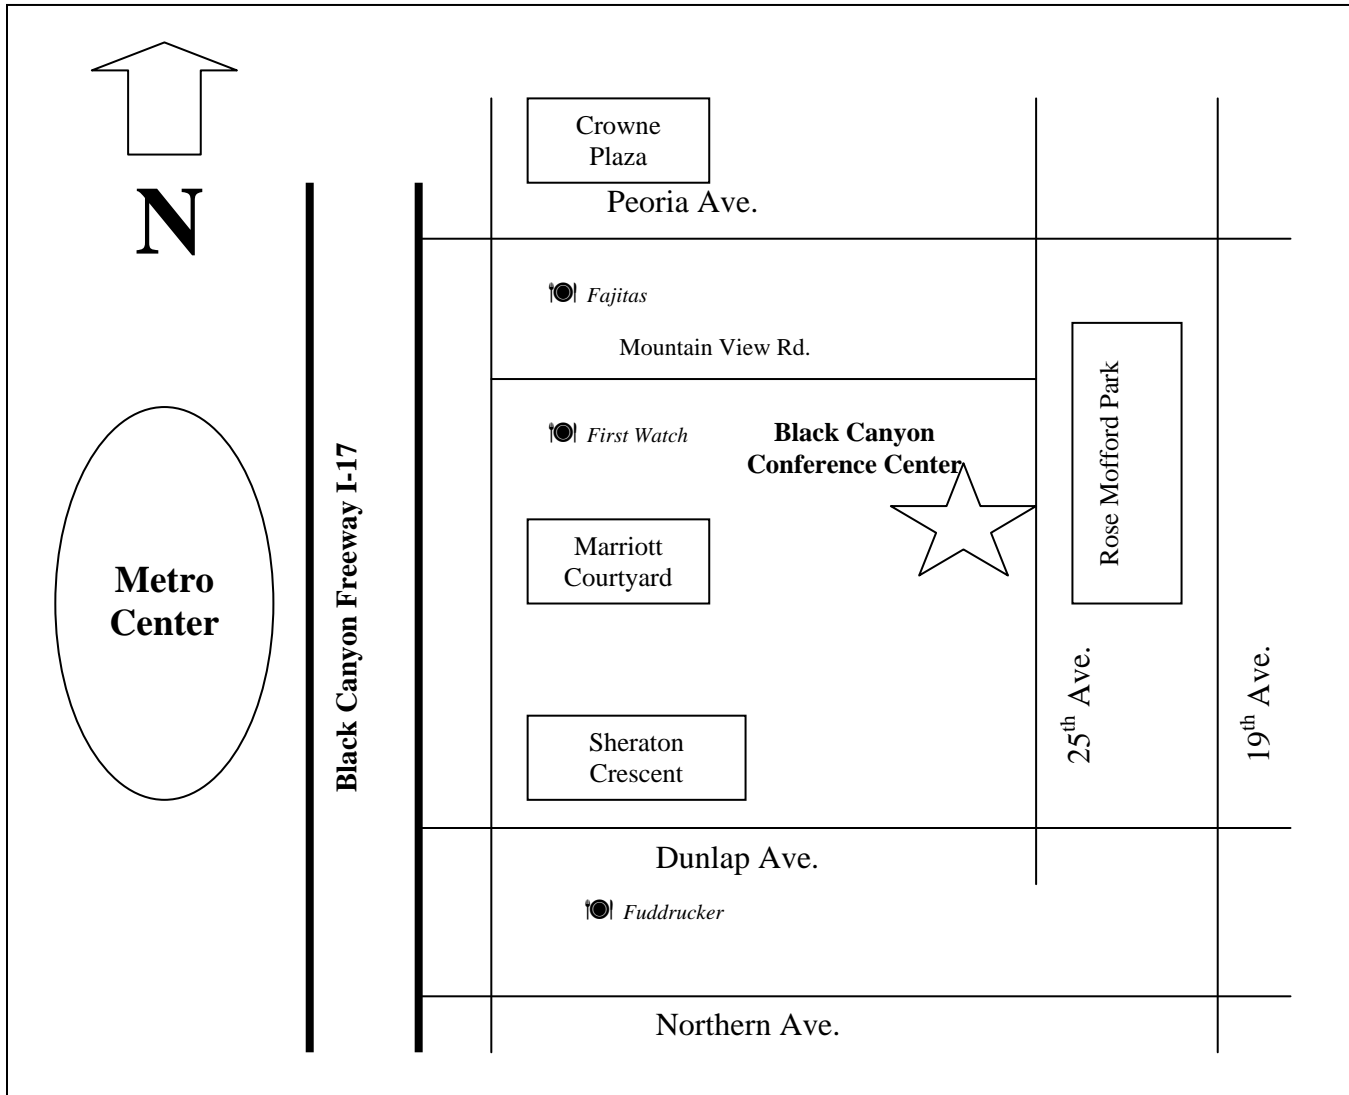 N
Crowne
Plaza
Peoria Ave.
Fajitas
Mountain View Rd.
First Watch
Black Canyon
Conference Center
Rose Mofford Park
Black Canyon Freeway I-17
Metro
Center
Marriott
Courtyard
Sheraton
Crescent
25th Ave.
19th Ave.
Dunlap Ave.
Fuddrucker
Northern Ave.